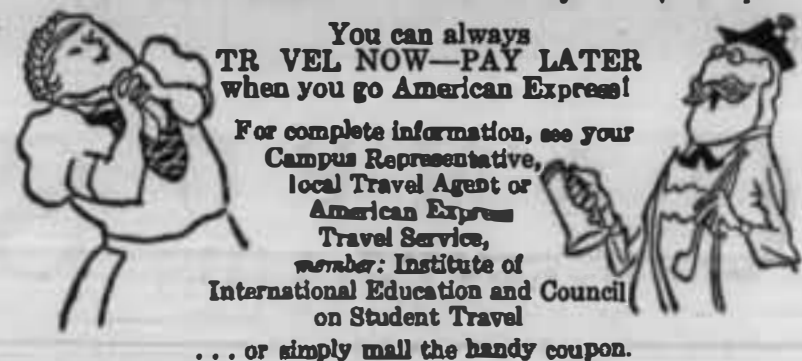 You can always
TR VEL NOW—PAY LATER
when you go American Express!
For complete information, see your
Campus Representative,
local Travel Agent or
American Express
Travel Service,
member: Institute of
International Education and Council
on Student Travel
. . . or simply mail the handy coupon.